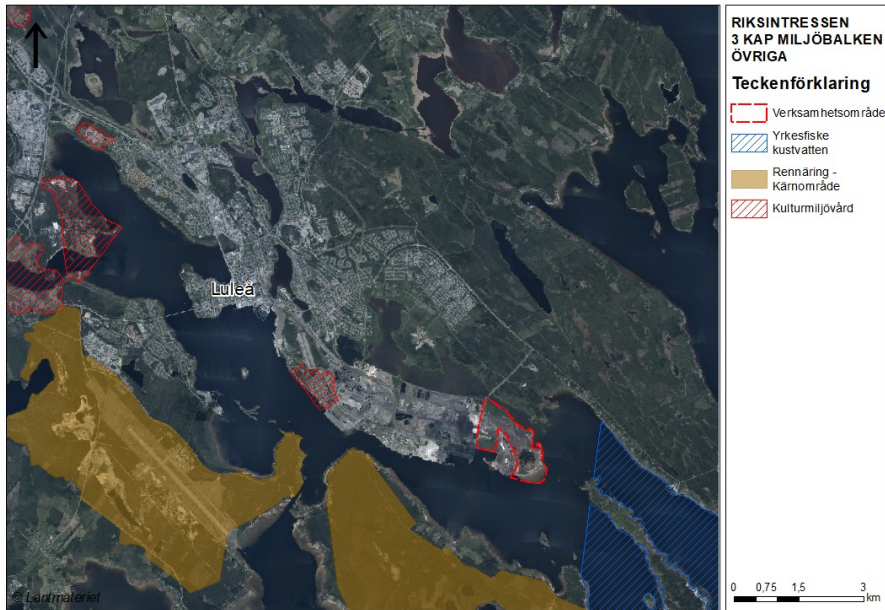 RIKSINTRESSEN
3 KAP MILJÖBALKEN
ÖVRIGA
Teckenförklaring
Verksamhetsområde
Yrkesfiske
kustvatten
Rennäring -
Kärnområde
Kulturmiljövård
Luleå
© Lantmäteriet
0 0,75 1,5 3
km